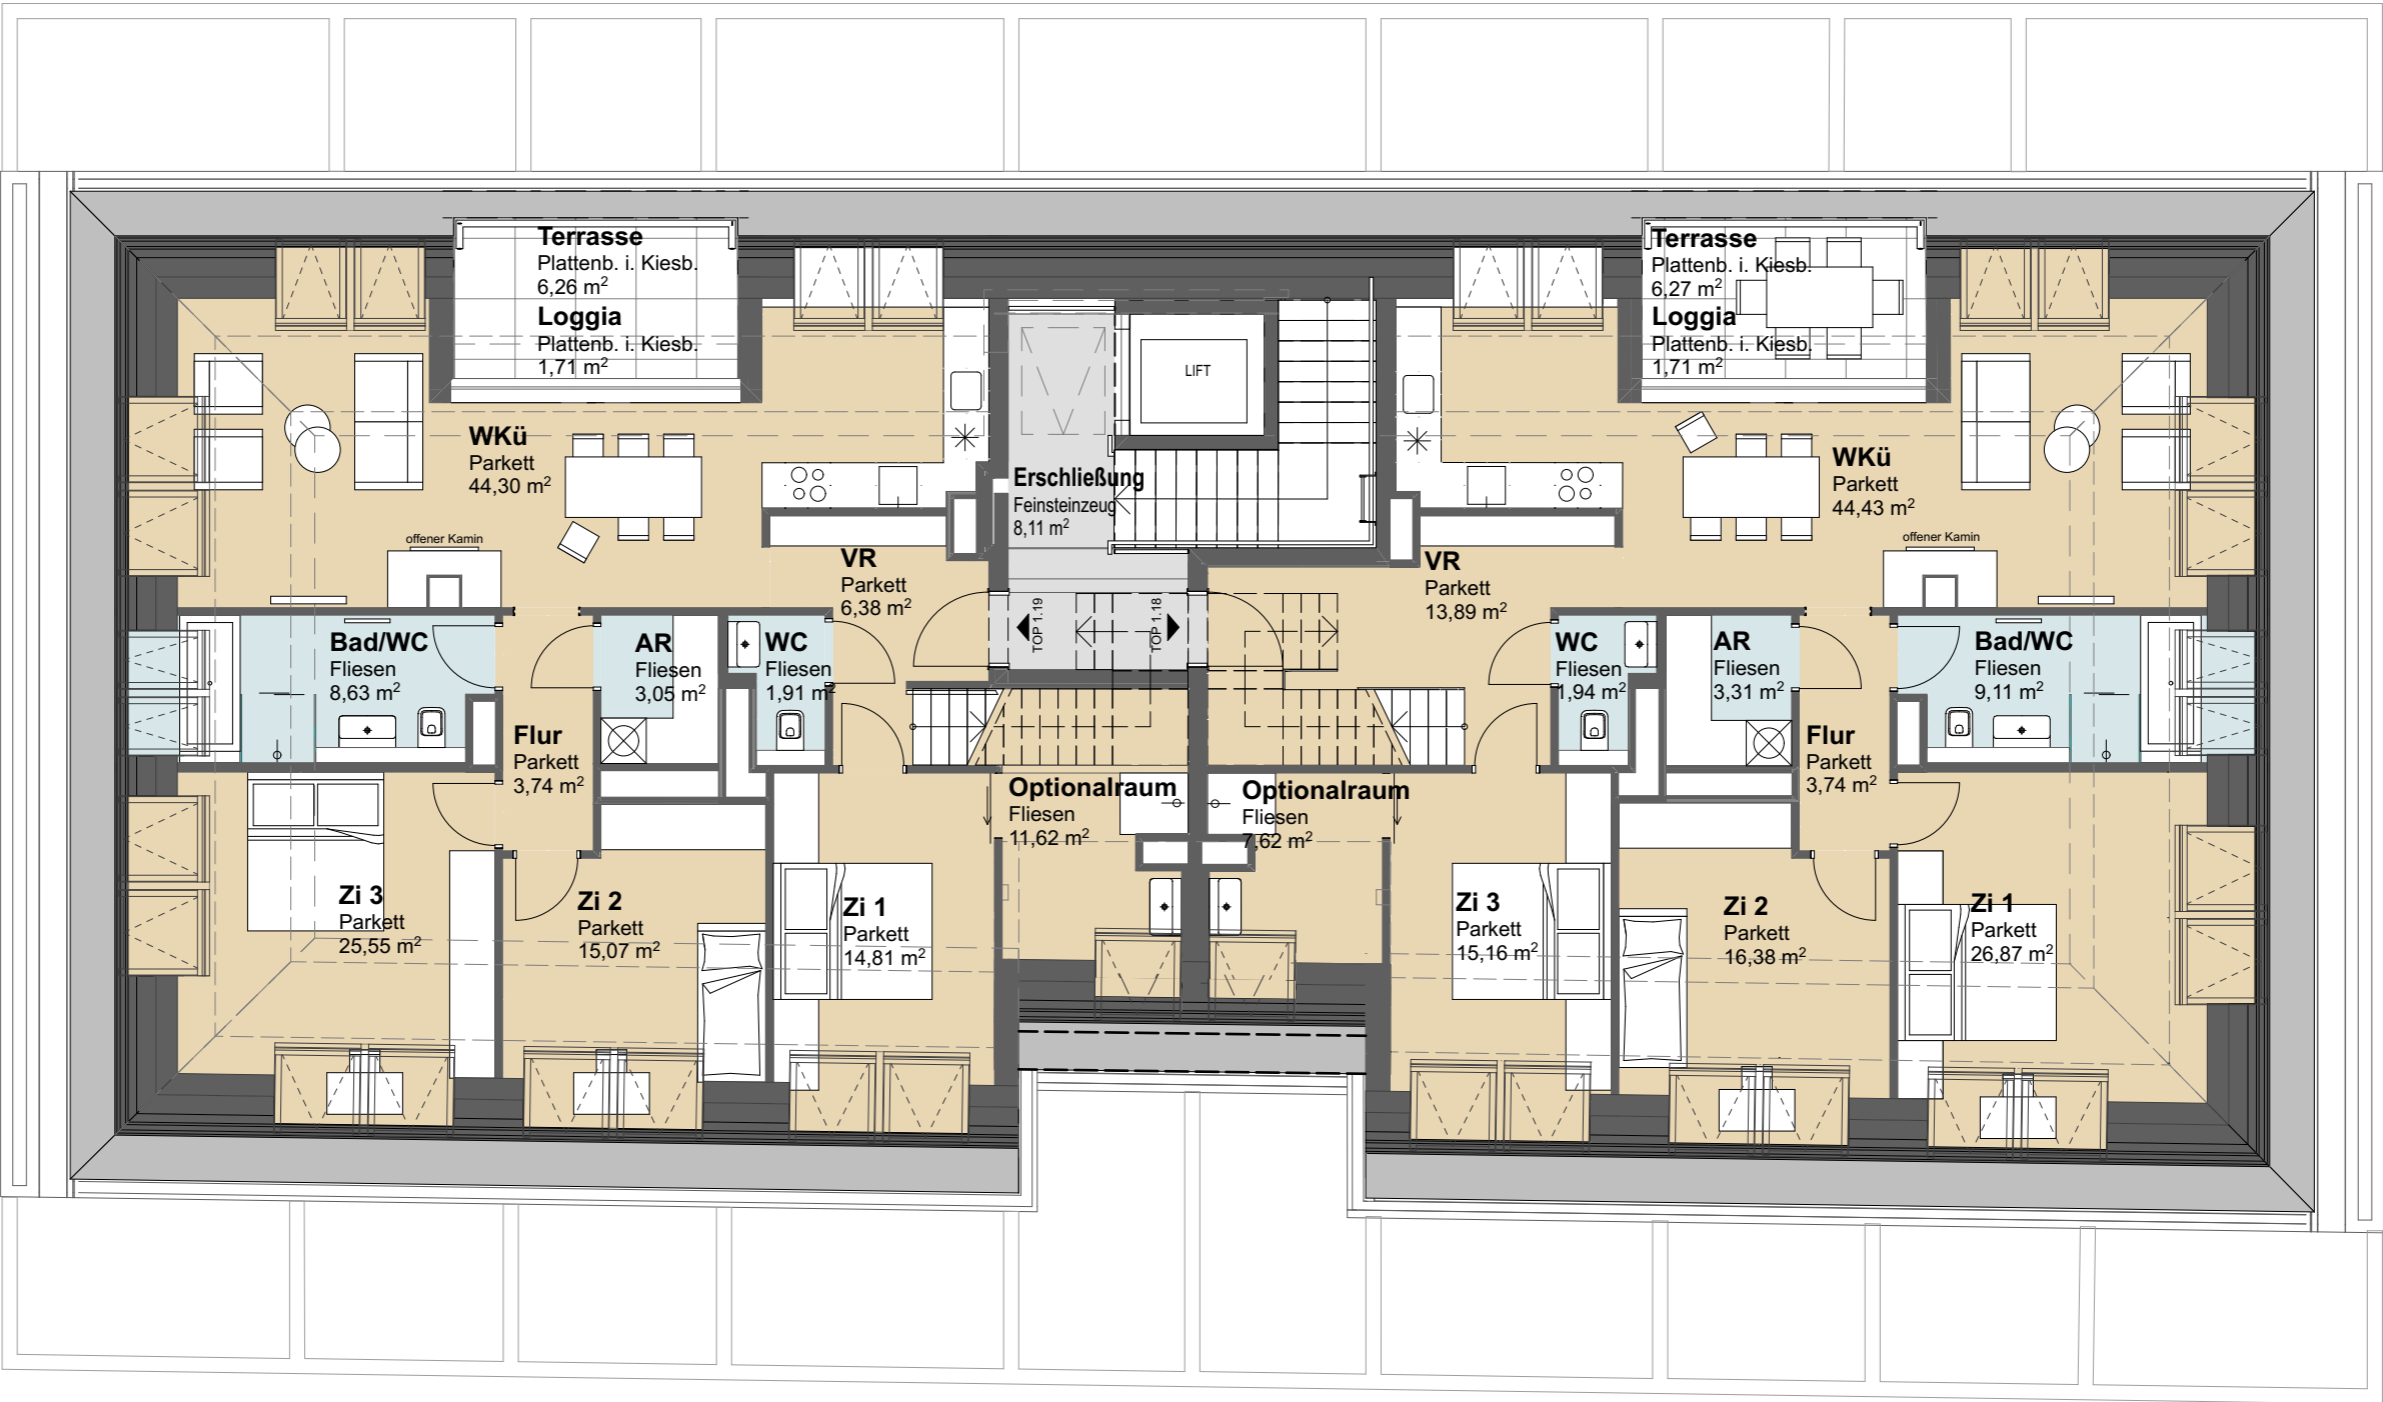 Terrasse
Plattenb. i. Kiesb.
6,26 m²
Loggia
Plattenb. i. Kiesb.
1,71 m²
WKü
Parkett
44,30 m²
offener Kamin
VR
Parkett
6,38 m²
Bad/WC
Fliesen
8,63 m²
AR
Fliesen
3,05 m²
WC
Fliesen
1,91 m²
Flur
Parkett
3,74 m²
Zi 3
Parkett
25,55 m²
Zi 2
Parkett
15,07 m²
Zi 1
Parkett
14,81 m²
Optionalraum
Fliesen
11,62 m²
LIFT
Erschließung
Feinsteinzeug
8,11 m²
TOP 1.19
TOP 1.18
Terrasse
Plattenb. i. Kiesb.
6,27 m²
Loggia
Plattenb. i. Kiesb.
1,71 m²
WKü
Parkett
44,43 m²
offener Kamin
VR
Parkett
13,89 m²
WC
Fliesen
1,94 m²
AR
Fliesen
3,31 m²
Bad/WC
Fliesen
9,11 m²
Flur
Parkett
3,74 m²
Optionalraum
Fliesen
7,62 m²
Zi 3
Parkett
15,16 m²
Zi 2
Parkett
16,38 m²
Zi 1
Parkett
26,87 m²